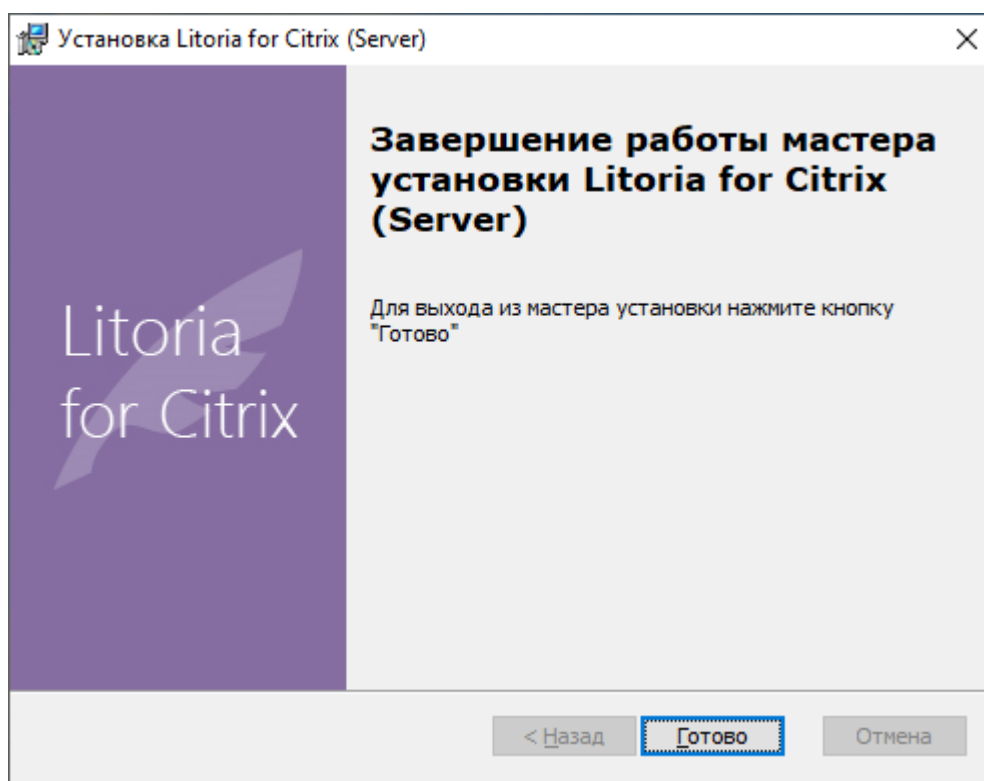 Установка Litoria for Citrix (Server)
Завершение работы мастера
установки Litoria for Citrix
(Server)
Для выхода из мастера установки нажмите кнопку
"Готово"
Litoria
for Citrix
< Назад
Готово
Отмена